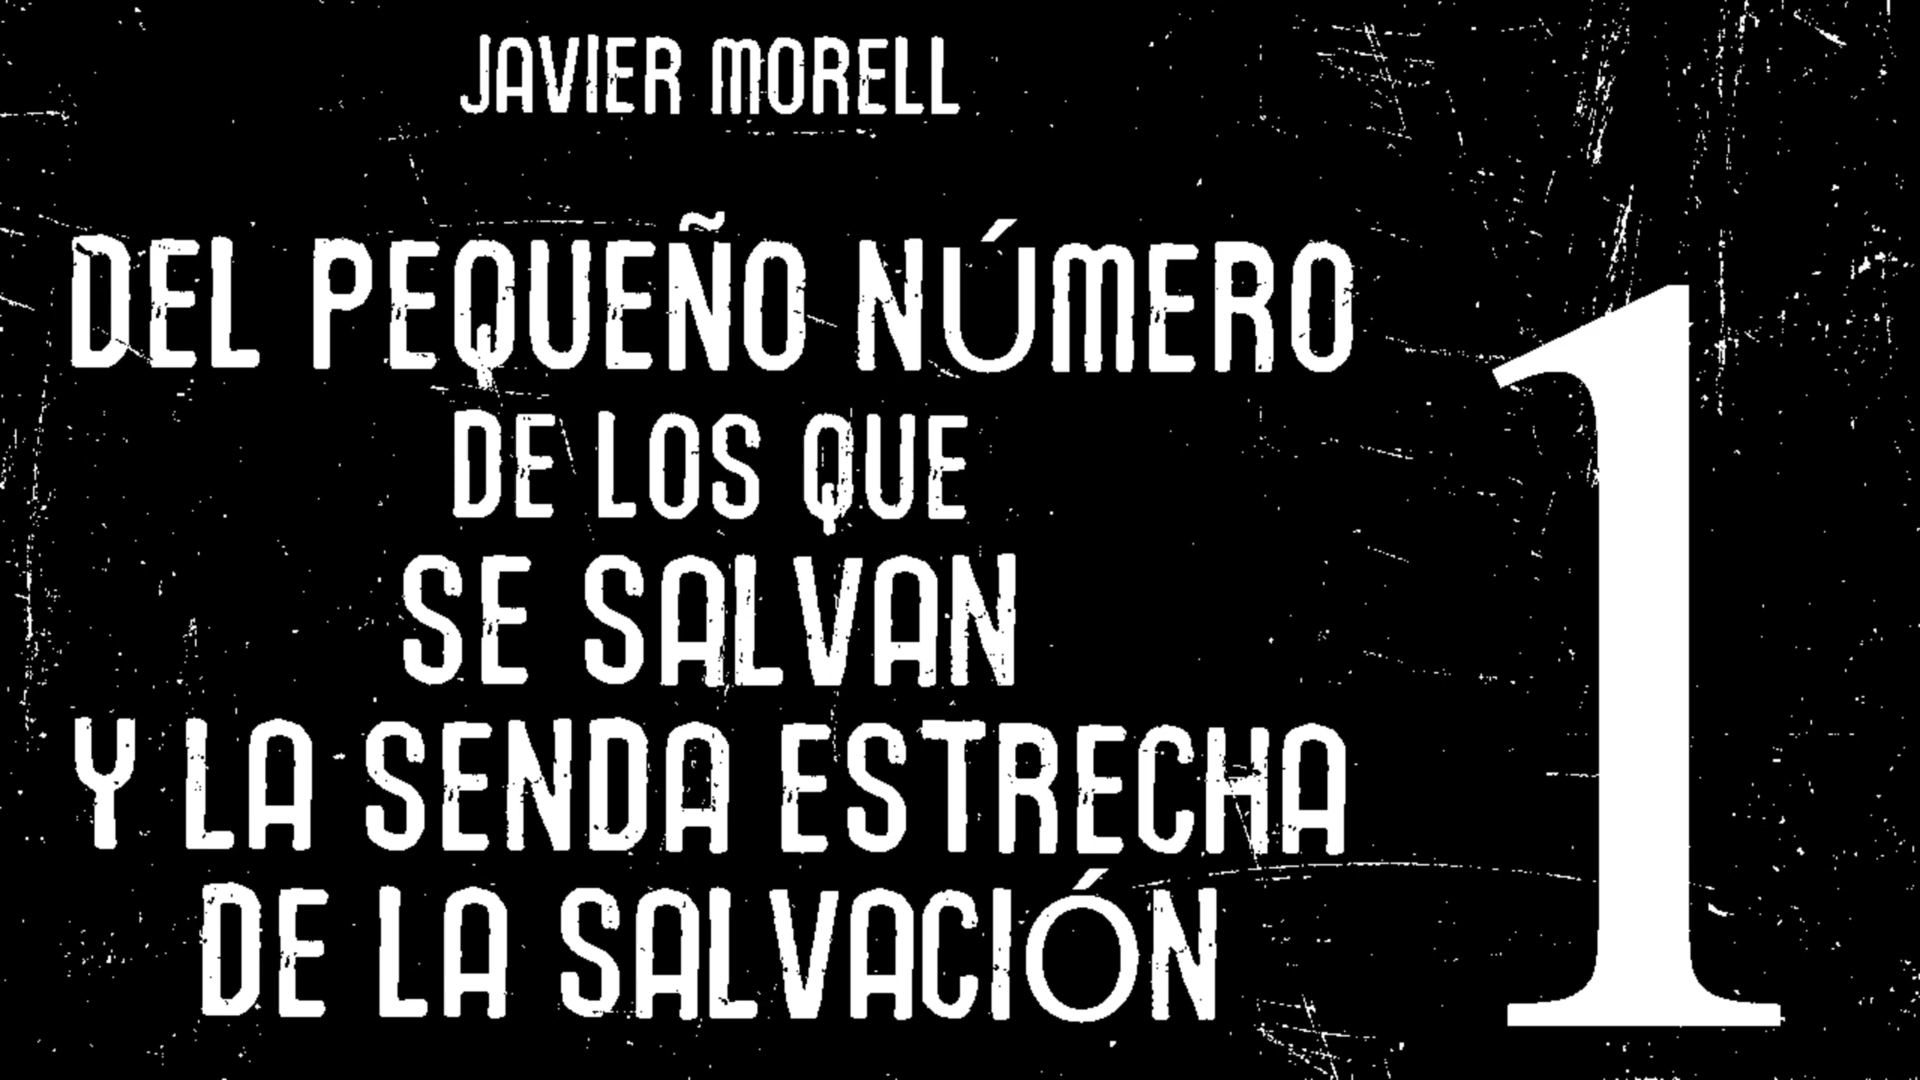 JAVIER MORELL
DEL PEQUEÑO NÚMERO
DE LOS QUE
SE SALVAN
Y LA SENDA ESTRECHA
DE LA SALVACIÓN
1